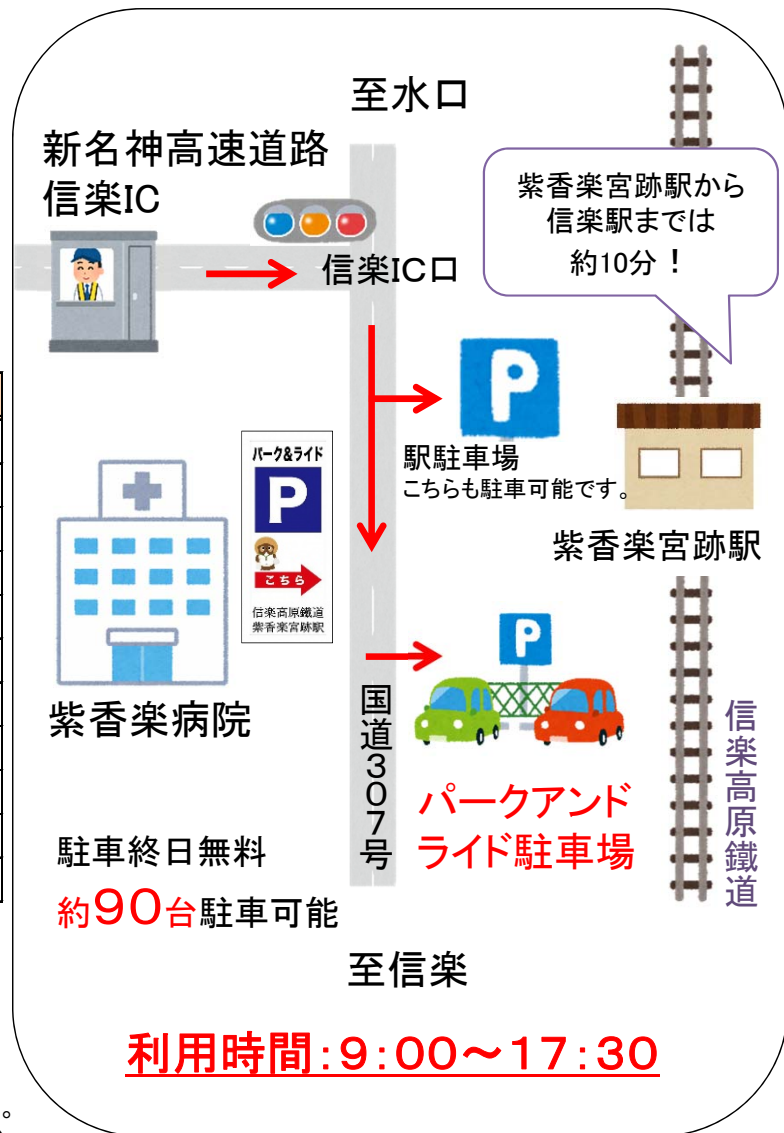 至水口
新名神高速道路
信楽IC
紫香楽宮跡駅から
信楽駅までは
約10分！
信楽IC口
P
パーク&ライド
P
こちら
信楽高原鐵道
紫香楽宮跡駅
駅駐車場
こちらも駐車可能です。
紫香楽宮跡駅
P
紫香楽病院
国道307号
パークアンド
ライド駐車場
信楽高原鐵道
駐車終日無料
約90台駐車可能
至信楽
利用時間：9：00～17：30
。